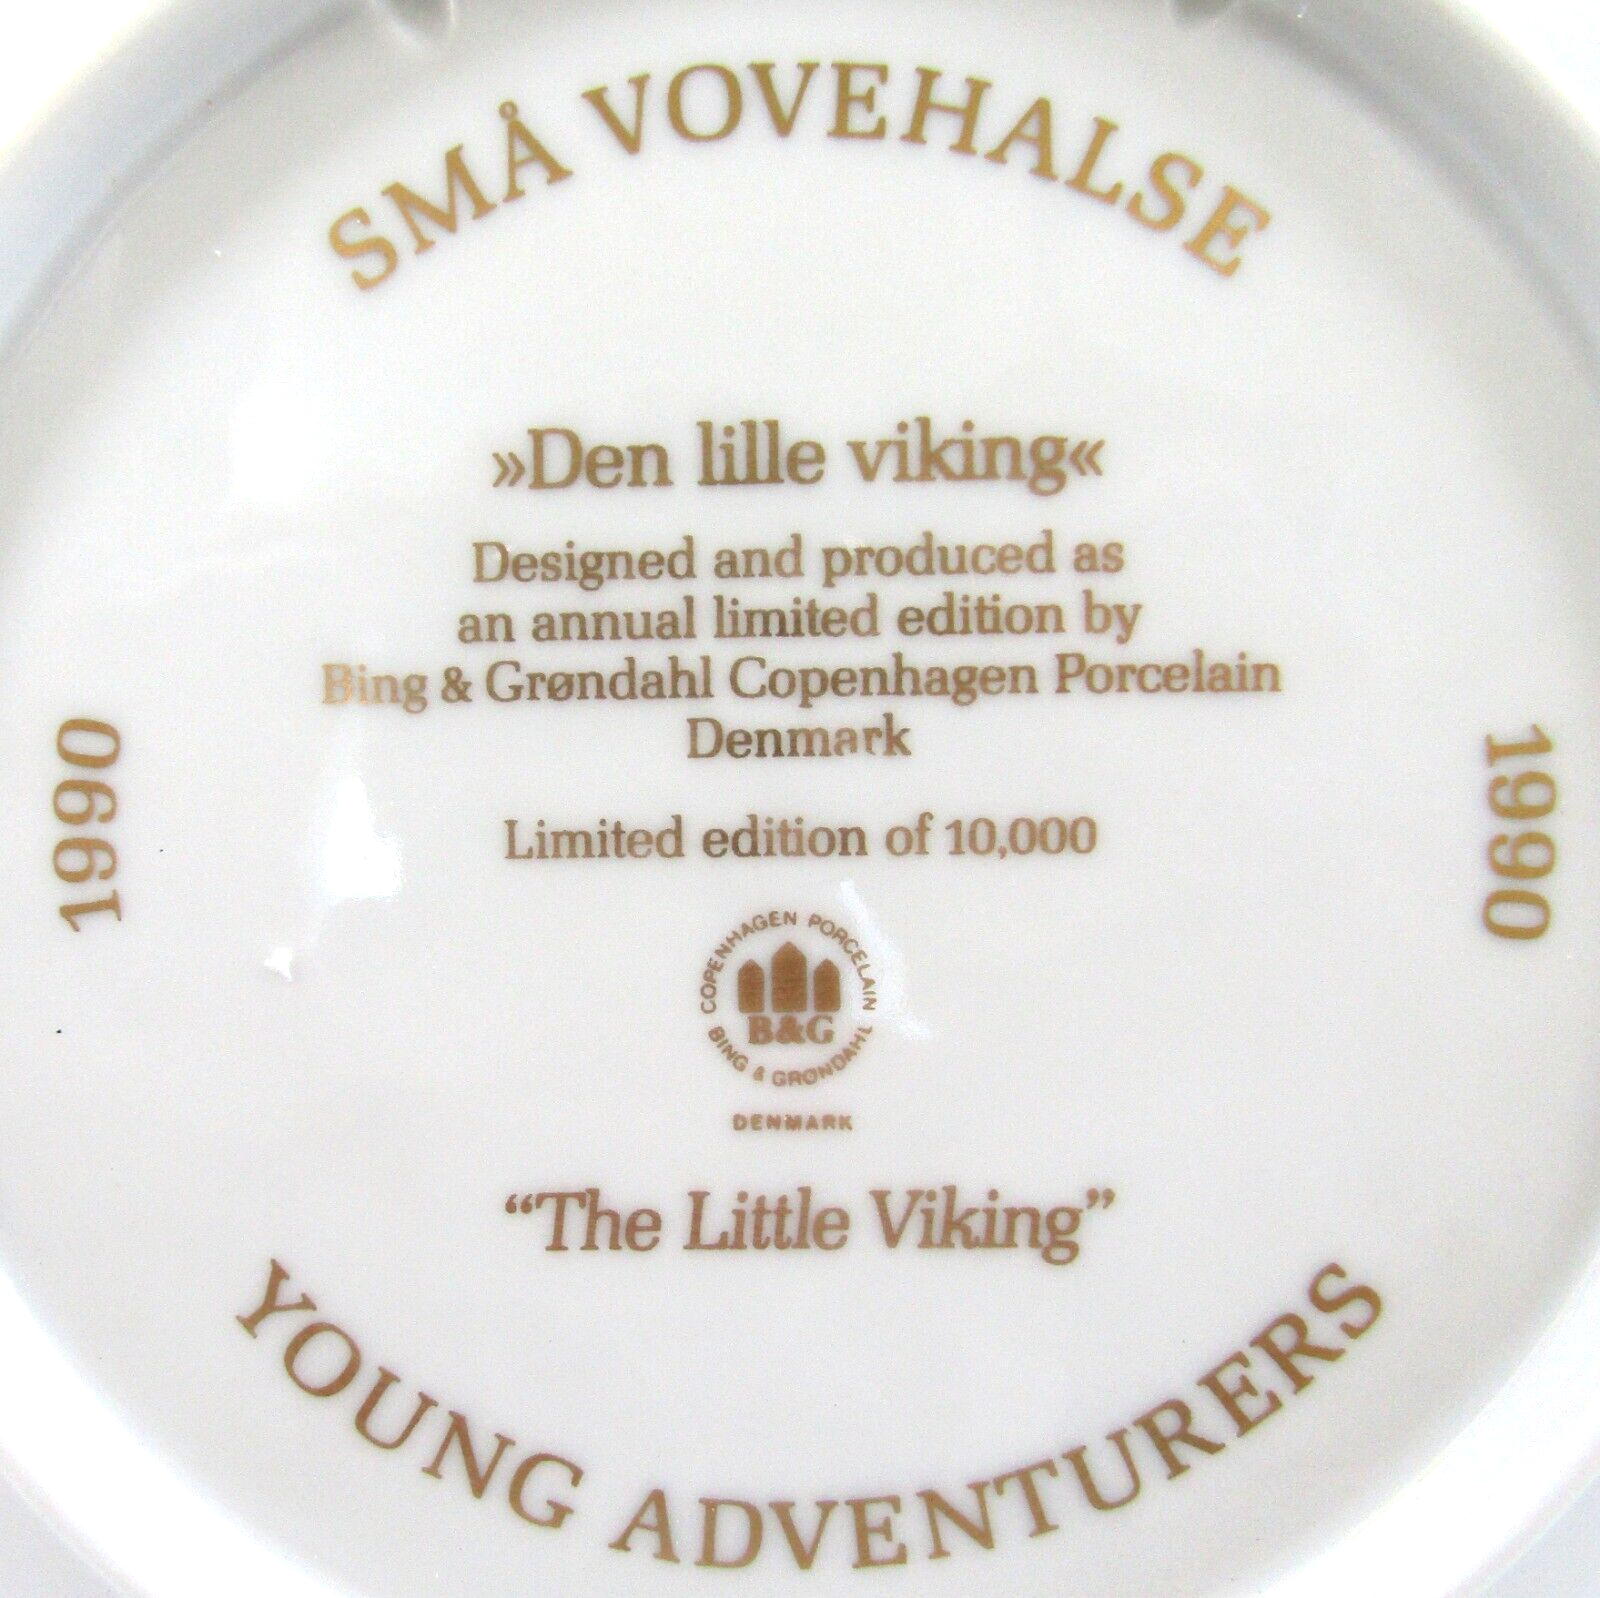 SMÅ VOVEHALSE
»Den lille viking«
Designed and produced as
an annual limited edition by
Bing & Grøndahl Copenhagen Porcelain
Denmark
1990
1990
Limited edition of 10,000
COPENHAGEN PORCELAIN
B&G
BING & GRØNDAHL
DENMARK
“The Little Viking”
YOUNG ADVENTURERS